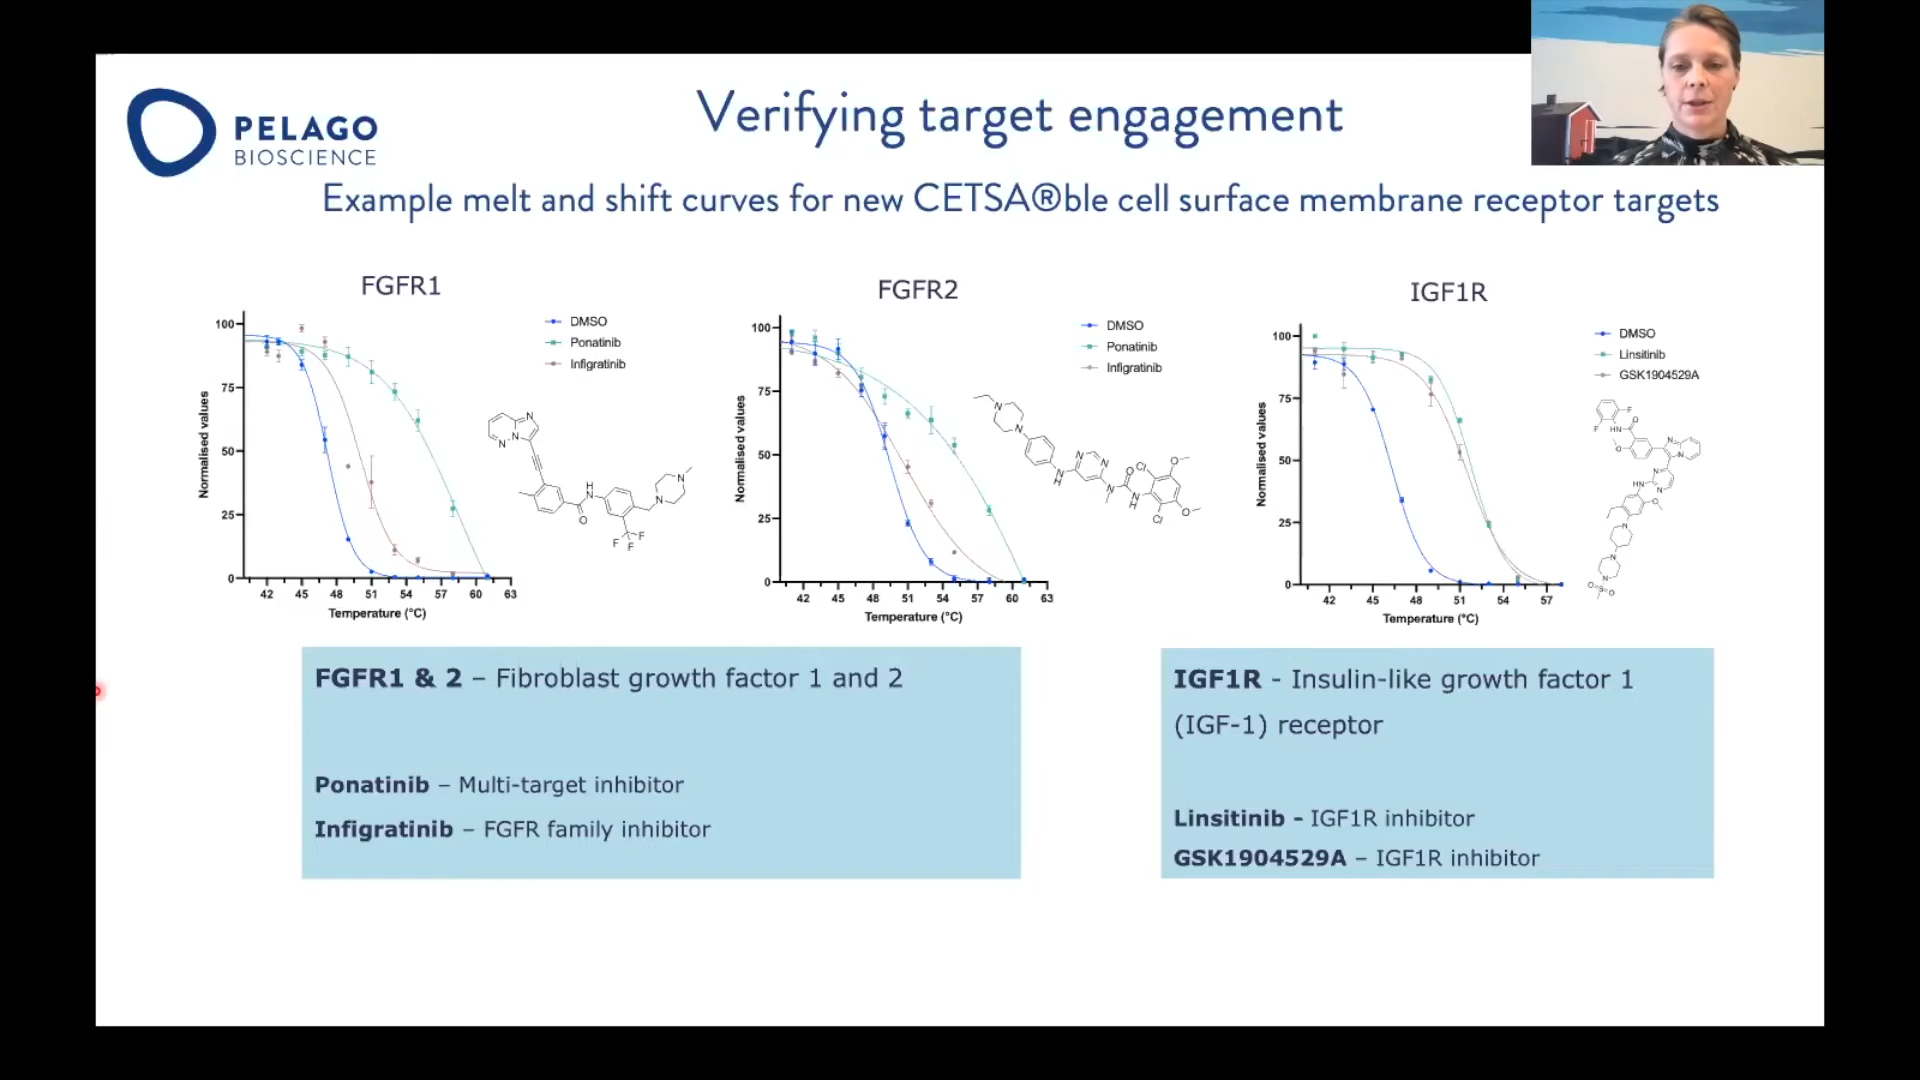 PELAGO
BIOSCIENCE
Verifying target engagement
Example melt and shift curves for new CETSA®ble cell surface membrane receptor targets
FGFR1
100
75
50
25
0
Normalised values
42 45 48 51 54 57 60 63
Temperature (°C)
DMSO
Ponatinib
Infigratinib
N
N
N
NH
O
N
N
F
F
F
FGFR2
100
75
50
25
0
Normalised values
42 45 48 51 54 57 60 63
Temperature (°C)
DMSO
Ponatinib
Infigratinib
N
N
N
H
N
N
N
O
N
H
Cl
O
O
Cl
IGF1R
100
75
50
25
0
Normalised values
42 45 48 51 54 57
Temperature (°C)
DMSO
Linsitinib
GSK1904529A
F
HN
O
F
O
N
N
N
N
HN
O
N
N
N
O
S
O
FGFR1 & 2 – Fibroblast growth factor 1 and 2
Ponatinib – Multi-target inhibitor
Infigratinib – FGFR family inhibitor
IGF1R - Insulin-like growth factor 1
(IGF-1) receptor
Linsitinib - IGF1R inhibitor
GSK1904529A – IGF1R inhibitor